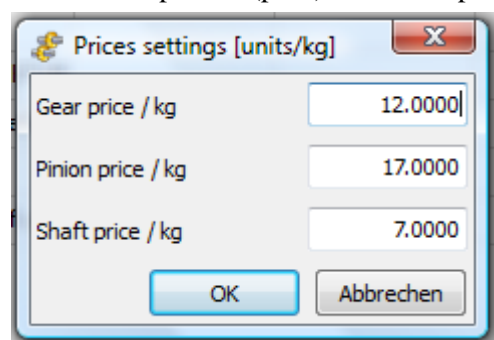 Prices settings [units/kg]
Gear price / kg 12.0000
Pinion price / kg 17.0000
Shaft price / kg 7.0000
OK Abbrechen